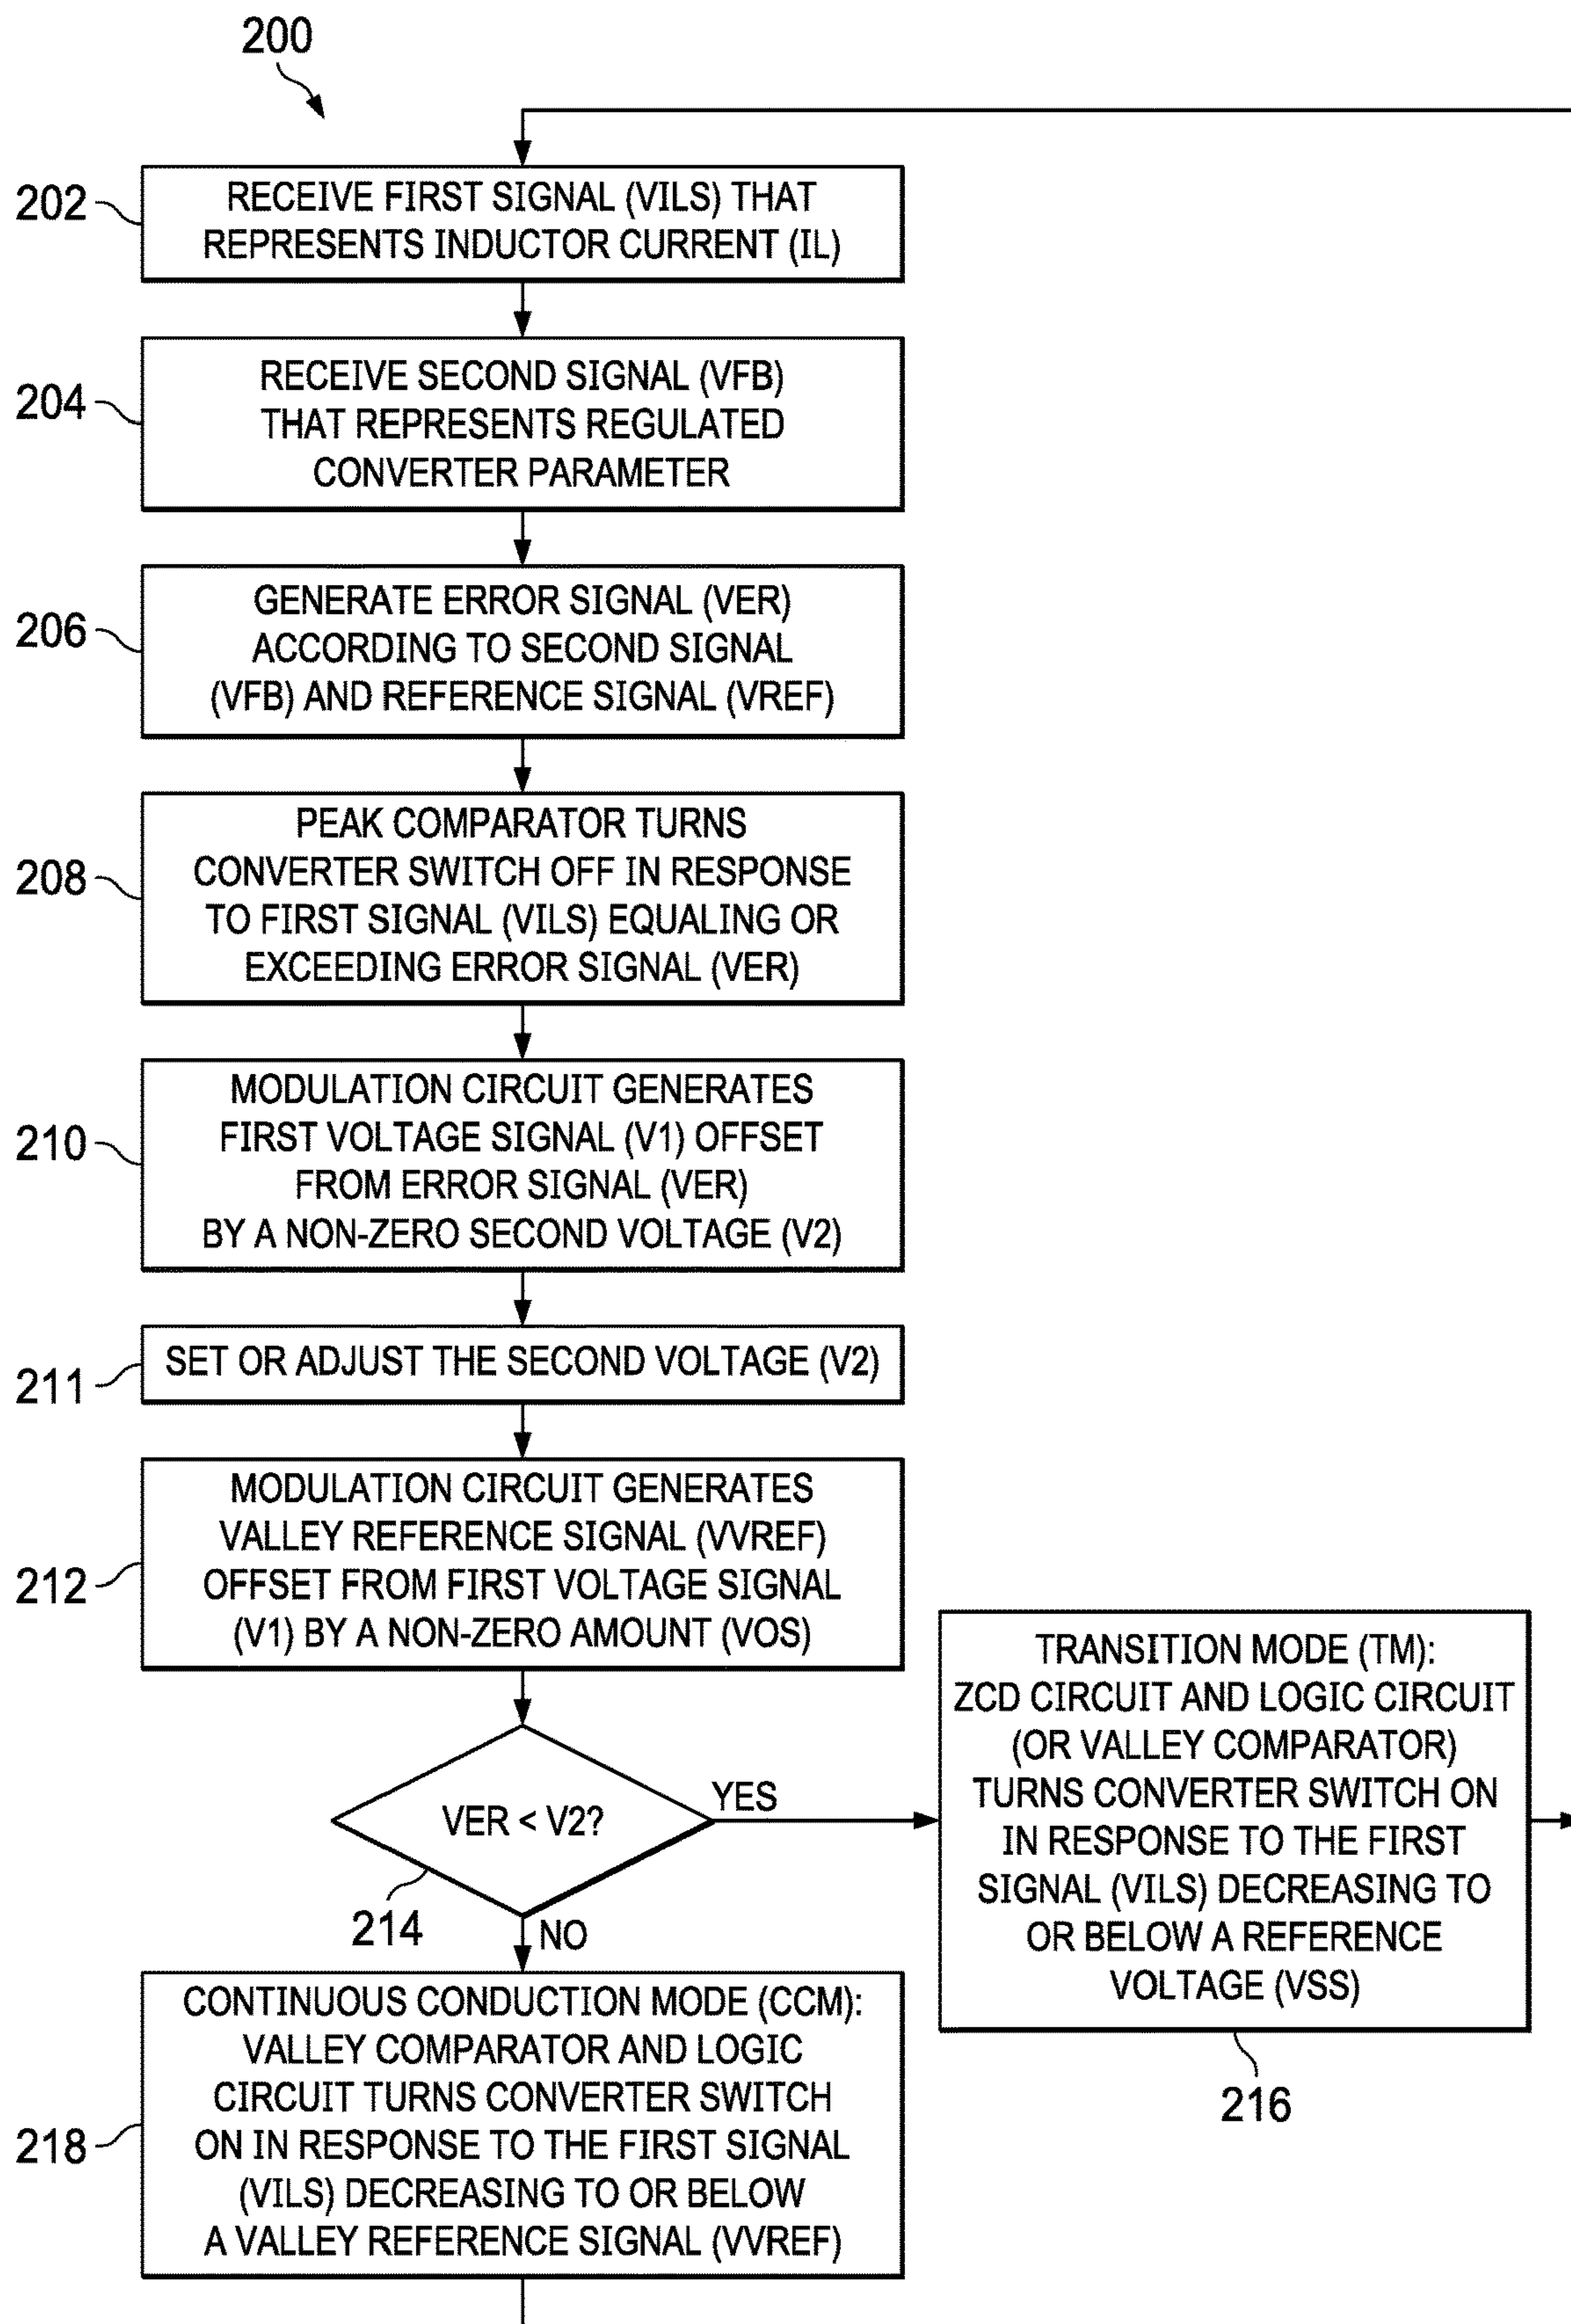 200
202
RECEIVE FIRST SIGNAL (VILS) THAT
REPRESENTS INDUCTOR CURRENT (IL)
204
RECEIVE SECOND SIGNAL (VFB)
THAT REPRESENTS REGULATED
CONVERTER PARAMETER
206
GENERATE ERROR SIGNAL (VER)
ACCORDING TO SECOND SIGNAL
(VFB) AND REFERENCE SIGNAL (VREF)
208
PEAK COMPARATOR TURNS
CONVERTER SWITCH OFF IN RESPONSE
TO FIRST SIGNAL (VILS) EQUALING OR
EXCEEDING ERROR SIGNAL (VER)
210
MODULATION CIRCUIT GENERATES
FIRST VOLTAGE SIGNAL (V1) OFFSET
FROM ERROR SIGNAL (VER)
BY A NON-ZERO SECOND VOLTAGE (V2)
211
SET OR ADJUST THE SECOND VOLTAGE (V2)
212
MODULATION CIRCUIT GENERATES
VALLEY REFERENCE SIGNAL (VVREF)
OFFSET FROM FIRST VOLTAGE SIGNAL
(V1) BY A NON-ZERO AMOUNT (VOS)
VER < V2?
214
YES
NO
TRANSITION MODE (TM):
ZCD CIRCUIT AND LOGIC CIRCUIT
(OR VALLEY COMPARATOR)
TURNS CONVERTER SWITCH ON
IN RESPONSE TO THE FIRST
SIGNAL (VILS) DECREASING TO
OR BELOW A REFERENCE
VOLTAGE (VSS)
216
218
CONTINUOUS CONDUCTION MODE (CCM):
VALLEY COMPARATOR AND LOGIC
CIRCUIT TURNS CONVERTER SWITCH
ON IN RESPONSE TO THE FIRST SIGNAL
(VILS) DECREASING TO OR BELOW
A VALLEY REFERENCE SIGNAL (VVREF)